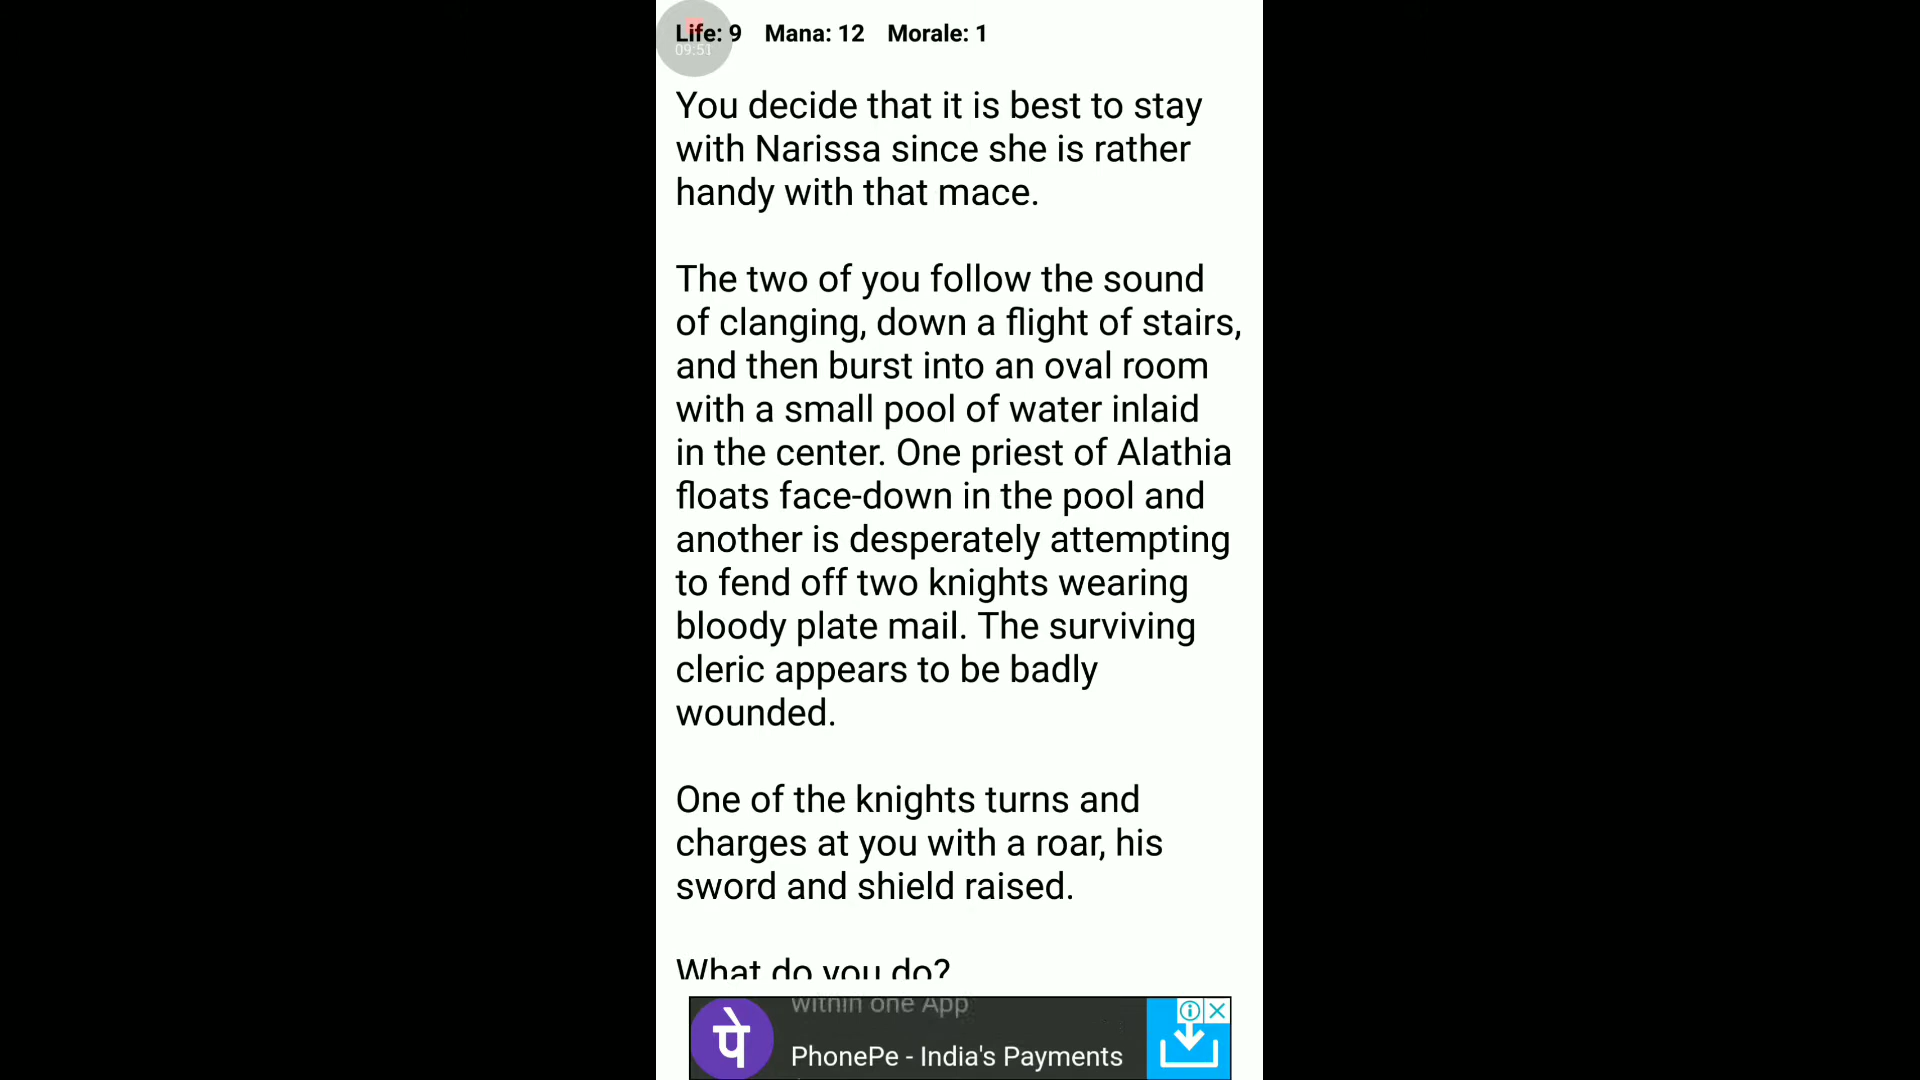 Life: 9 Mana: 12 Morale: 1
09:51
You decide that it is best to stay
with Narissa since she is rather
handy with that mace.
The two of you follow the sound
of clanging, down a flight of stairs,
and then burst into an oval room
with a small pool of water inlaid
in the center. One priest of Alathia
floats face-down in the pool and
another is desperately attempting
to fend off two knights wearing
bloody plate mail. The surviving
cleric appears to be badly
wounded.
One of the knights turns and
charges at you with a roar, his
sword and shield raised.
What do you do?
within one App
पे
PhonePe - India's Payments